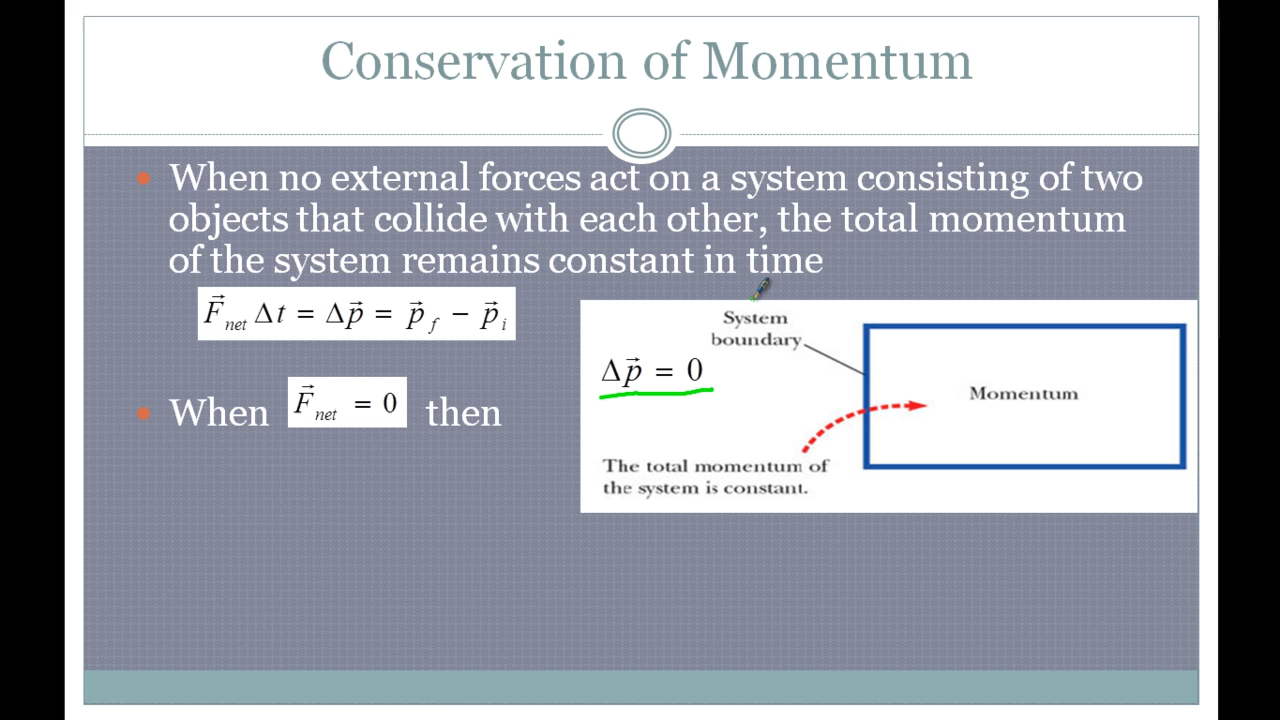 Conservation of Momentum
• When no external forces act on a system consisting of two
objects that collide with each other, the total momentum
of the system remains constant in time
F⃗net Δt = Δp⃗ = p⃗f − p⃗i
• When F⃗net = 0 then
System
boundary
Δp⃗ = 0
Momentum
The total momentum of
the system is constant.